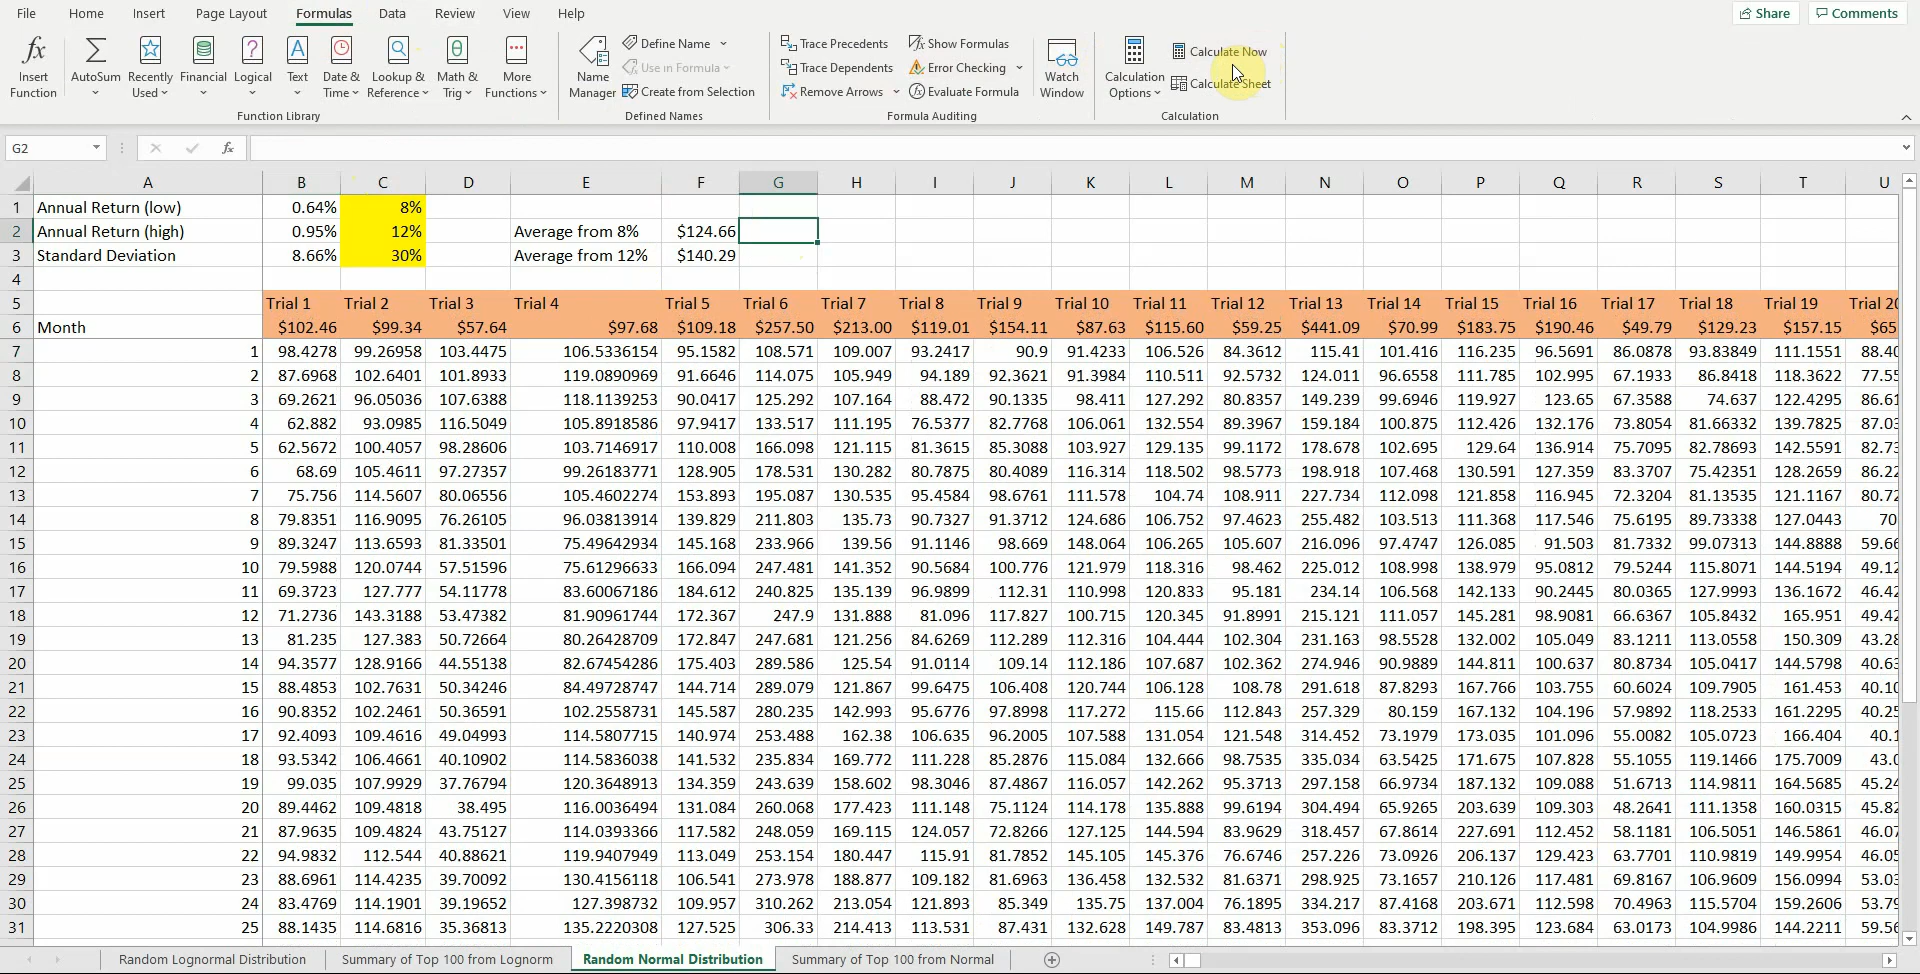 File Home Insert Page Layout Formulas Data Review View Help Share Comments
Insert Function AutoSum Recently Used Financial Logical Text Date & Time Lookup & Reference Math & Trig More Functions
Function Library
Name Manager Define Name Use in Formula Create from Selection
Defined Names
Trace Precedents Show Formulas
Trace Dependents Error Checking
Remove Arrows Evaluate Formula
Formula Auditing
Watch Window
Calculation Options Calculate Now Calculate Sheet
Calculation
G2 fx
A B C D E F G H I J K L M N O P Q R S T U
1 Annual Return (low) 0.64% 8%
2 Annual Return (high) 0.95% 12% Average from 8% $124.66
3 Standard Deviation 8.66% 30% Average from 12% $140.29
4
5 Trial 1 Trial 2 Trial 3 Trial 4 Trial 5 Trial 6 Trial 7 Trial 8 Trial 9 Trial 10 Trial 11 Trial 12 Trial 13 Trial 14 Trial 15 Trial 16 Trial 17 Trial 18 Trial 19 Trial 20
6 Month $102.46 $99.34 $57.64 $97.68 $109.18 $257.50 $213.00 $119.01 $154.11 $87.63 $115.60 $59.25 $441.09 $70.99 $183.75 $190.46 $49.79 $129.23 $157.15 $65
7 1 98.4278 99.26958 103.4475 106.5336154 95.1582 108.571 109.007 93.2417 90.9 91.4233 106.526 84.3612 115.41 101.416 116.235 96.5691 86.0878 93.83849 111.1551 88.40
8 2 87.6968 102.6401 101.8933 119.0890969 91.6646 114.075 105.949 94.189 92.3621 91.3984 110.511 92.5732 124.011 96.6558 111.785 102.995 67.1933 86.8418 118.3622 77.55
9 3 69.2621 96.05036 107.6388 118.1139253 90.0417 125.292 107.164 88.472 90.1335 98.411 127.292 80.8357 149.239 99.6946 119.927 123.65 67.3588 74.637 122.4295 86.61
10 4 62.882 93.0985 116.5049 105.8918586 97.9417 133.517 111.195 76.5377 82.7768 106.061 132.554 89.3967 159.184 100.875 112.426 132.176 73.8054 81.66332 139.7825 87.03
11 5 62.5672 100.4057 98.28606 103.7146917 110.008 166.098 121.115 81.3615 85.3088 103.927 129.135 99.1172 178.678 102.695 129.64 136.914 75.7095 82.78693 142.5591 82.73
12 6 68.69 105.4611 97.27357 99.26183771 128.905 178.531 130.282 80.7875 80.4089 116.314 118.502 98.5773 198.918 107.468 130.591 127.359 83.3707 75.42351 128.2659 86.22
13 7 75.756 114.5607 80.06556 105.4602274 153.893 195.087 130.535 95.4584 98.6761 111.578 104.74 108.911 227.734 112.098 121.858 116.945 72.3204 81.13535 121.1167 80.72
14 8 79.8351 116.9095 76.26105 96.03813914 139.829 211.803 135.73 90.7327 91.3712 124.686 106.752 97.4623 255.482 103.513 111.368 117.546 75.6195 89.73338 127.0443 70
15 9 89.3247 113.6593 81.33501 75.49642934 145.168 233.966 139.56 91.1146 98.669 148.064 106.265 105.607 216.096 97.4747 126.085 91.503 81.7332 99.07313 144.8888 59.66
16 10 79.5988 120.0744 57.51596 75.61296633 166.094 247.481 141.352 90.5684 100.776 121.979 118.316 98.462 225.012 108.998 138.979 95.0812 79.5244 115.8071 144.5194 49.12
17 11 69.3723 127.777 54.11778 83.60067186 184.612 240.825 135.139 96.9899 112.31 110.998 120.833 95.181 234.14 106.568 142.133 90.2445 80.0365 127.9993 136.1672 46.42
18 12 71.2736 143.3188 53.47382 81.90961744 172.367 247.9 131.888 81.096 117.827 100.715 120.345 91.8991 215.121 111.057 145.281 98.9081 66.6367 105.8432 165.951 49.42
19 13 81.235 127.383 50.72664 80.26428709 172.847 247.681 121.256 84.6269 112.289 112.316 104.444 102.304 231.163 98.5528 132.002 105.049 83.1211 113.0558 150.309 43.28
20 14 94.3577 128.9166 44.55138 82.67454286 175.403 289.586 125.54 91.0114 109.14 112.186 107.687 102.362 274.946 90.9889 144.811 100.637 80.8734 105.0417 144.5798 40.63
21 15 88.4853 102.7631 50.34246 84.49728747 144.714 289.079 121.867 99.6475 106.408 120.744 106.128 108.78 291.618 87.8293 167.766 103.755 60.6024 109.7905 161.453 40.10
22 16 90.8352 102.2461 50.36591 102.2558731 145.587 280.235 142.993 95.6776 97.8998 117.272 115.66 112.843 257.329 80.159 167.132 104.196 57.9892 118.2533 161.2295 40.25
23 17 92.4093 109.4616 49.04993 114.5807715 140.974 253.488 162.38 106.635 96.2005 107.588 131.054 121.548 314.452 73.1979 173.035 101.096 55.0082 105.0723 166.404 40.1
24 18 93.5342 106.4661 40.10902 114.5836038 141.532 235.834 169.772 111.228 85.2876 115.084 132.666 98.7535 335.034 63.5425 171.675 107.828 55.1055 119.1466 175.7009 43.0
25 19 99.035 107.9929 37.76794 120.3648913 134.359 243.639 158.602 98.3046 87.4867 116.057 142.262 95.3713 297.158 66.9734 187.132 109.088 51.6713 114.9811 164.5685 45.24
26 20 89.4462 109.4818 38.495 116.0036494 131.084 260.068 177.423 111.148 75.1124 114.178 135.888 99.6194 304.494 65.9265 203.639 109.303 48.2641 111.1358 160.0315 45.82
27 21 87.9635 109.4824 43.75127 114.0393366 117.582 248.059 169.115 124.057 72.8266 127.125 144.594 83.9629 318.457 67.8614 227.691 112.452 58.1181 106.5051 146.5861 46.07
28 22 94.9832 112.544 40.88621 119.9407949 113.049 253.154 180.447 115.91 81.7852 145.105 145.376 76.6746 257.226 73.0926 206.137 129.423 63.7701 110.9819 149.9954 46.05
29 23 88.6961 114.4235 39.70092 130.4156118 106.541 273.978 188.877 109.182 81.6963 136.458 132.532 81.6371 298.925 73.1657 210.126 117.481 69.8167 106.9609 156.0994 53.03
30 24 83.4769 114.1901 39.19652 127.398732 109.957 310.262 213.054 121.893 85.349 135.75 137.004 76.1895 334.217 87.4168 203.671 112.598 70.4963 115.5704 159.2606 53.79
31 25 88.1435 114.6816 35.36813 135.2220308 127.525 306.33 214.413 113.531 87.431 132.628 149.787 83.4813 353.096 83.3712 198.395 123.684 63.0173 104.9986 144.2211 59.56
Random Lognormal Distribution Summary of Top 100 from Lognorm Random Normal Distribution Summary of Top 100 from Normal